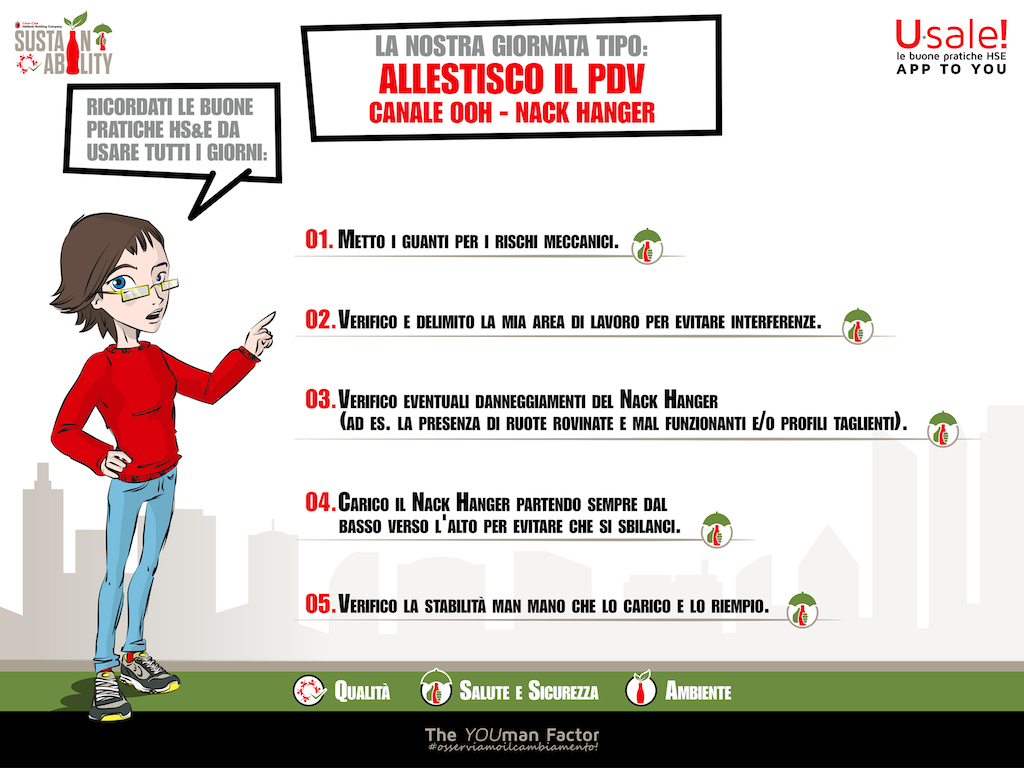 Coca-Cola
Hellenic Bottling Company
SUSTAIN
ABILITY
U·sale!
le buone pratiche HSE
APP TO YOU
LA NOSTRA GIORNATA TIPO:
ALLESTISCO IL PDV
CANALE OOH - NACK HANGER
RICORDATI LE BUONE
PRATICHE HS&E DA
USARE TUTTI I GIORNI:
01. METTO I GUANTI PER I RISCHI MECCANICI.
02. VERIFICO E DELIMITO LA MIA AREA DI LAVORO PER EVITARE INTERFERENZE.
03. VERIFICO EVENTUALI DANNEGGIAMENTI DEL NACK HANGER
(AD ES. LA PRESENZA DI RUOTE ROVINATE E MAL FUNZIONANTI E/O PROFILI TAGLIENTI).
04. CARICO IL NACK HANGER PARTENDO SEMPRE DAL
BASSO VERSO L'ALTO PER EVITARE CHE SI SBILANCI.
05. VERIFICO LA STABILITÀ MAN MANO CHE LO CARICO E LO RIEMPIO.
QUALITÀ
SALUTE E SICUREZZA
AMBIENTE
The YOUman Factor
#osserviamoilcambiamento!